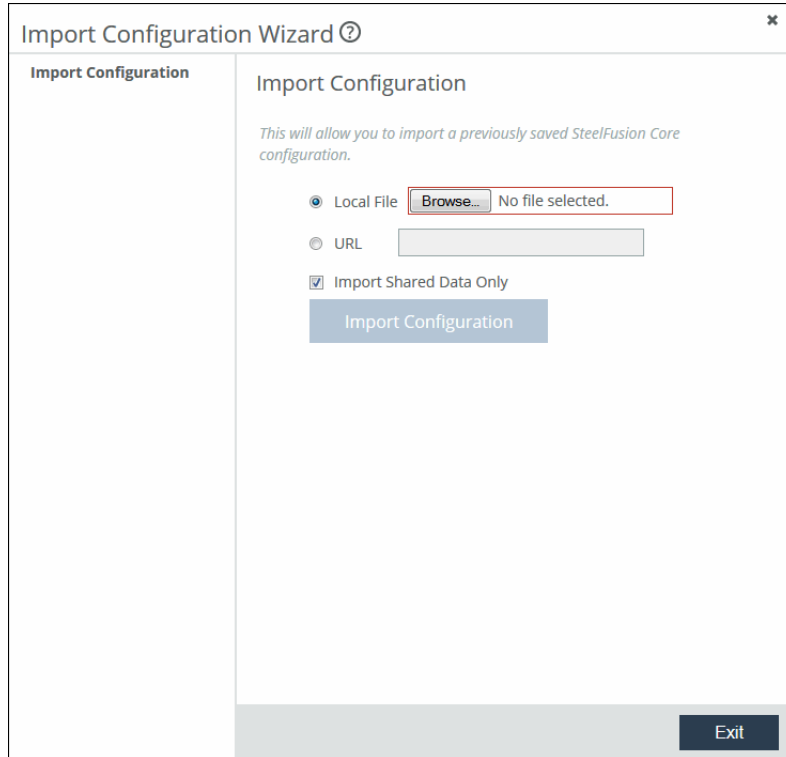 Import Configuration Wizard ?
Import Configuration
Import Configuration
This will allow you to import a previously saved SteelFusion Core
configuration.
Local File Browse... No file selected.
URL
Import Shared Data Only
Import Configuration
Exit